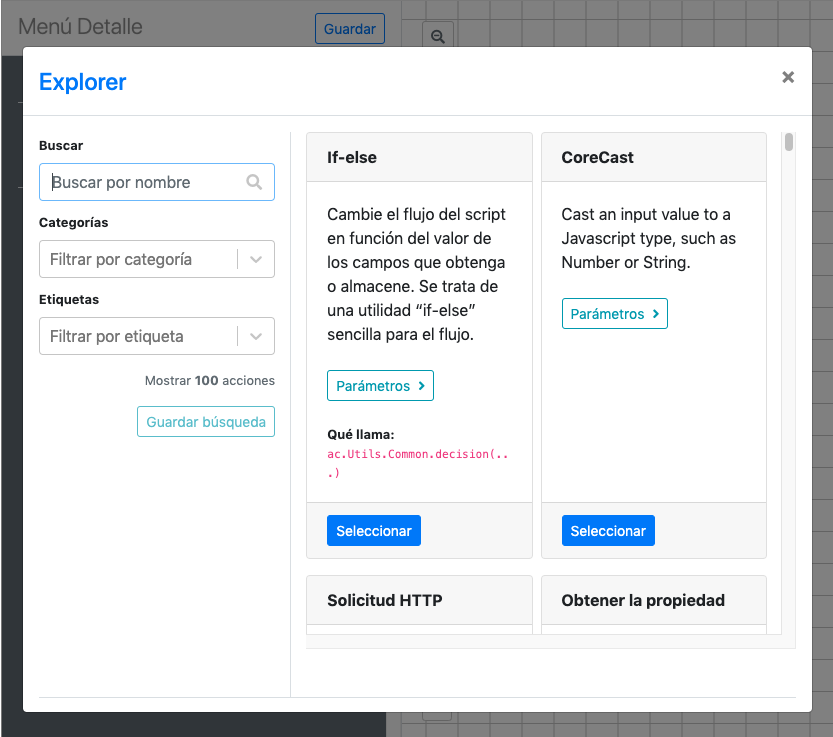 Menú Detalle
Guardar
Explorer
×
Buscar
Buscar por nombre
Categorías
Filtrar por categoría
Etiquetas
Filtrar por etiqueta
Mostrar 100 acciones
Guardar búsqueda
If-else
Cambie el flujo del script
en función del valor de
los campos que obtenga
o almacene. Se trata de
una utilidad “if-else”
sencilla para el flujo.
Parámetros
Qué llama:
ac.Utils.Common.decision(..
.)
Seleccionar
CoreCast
Cast an input value to a
Javascript type, such as
Number or String.
Parámetros
Seleccionar
Solicitud HTTP
Obtener la propiedad